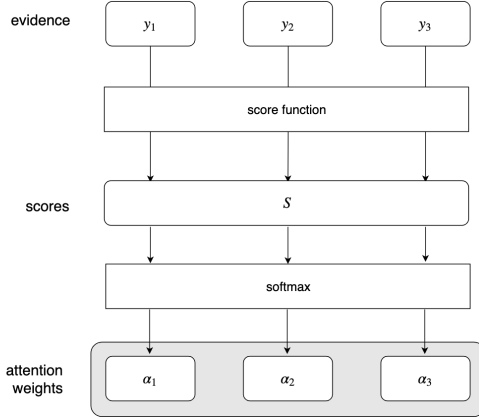 evidence
y₁ y₂ y₃
score function
scores
S
softmax
attention
weights
α₁ α₂ α₃